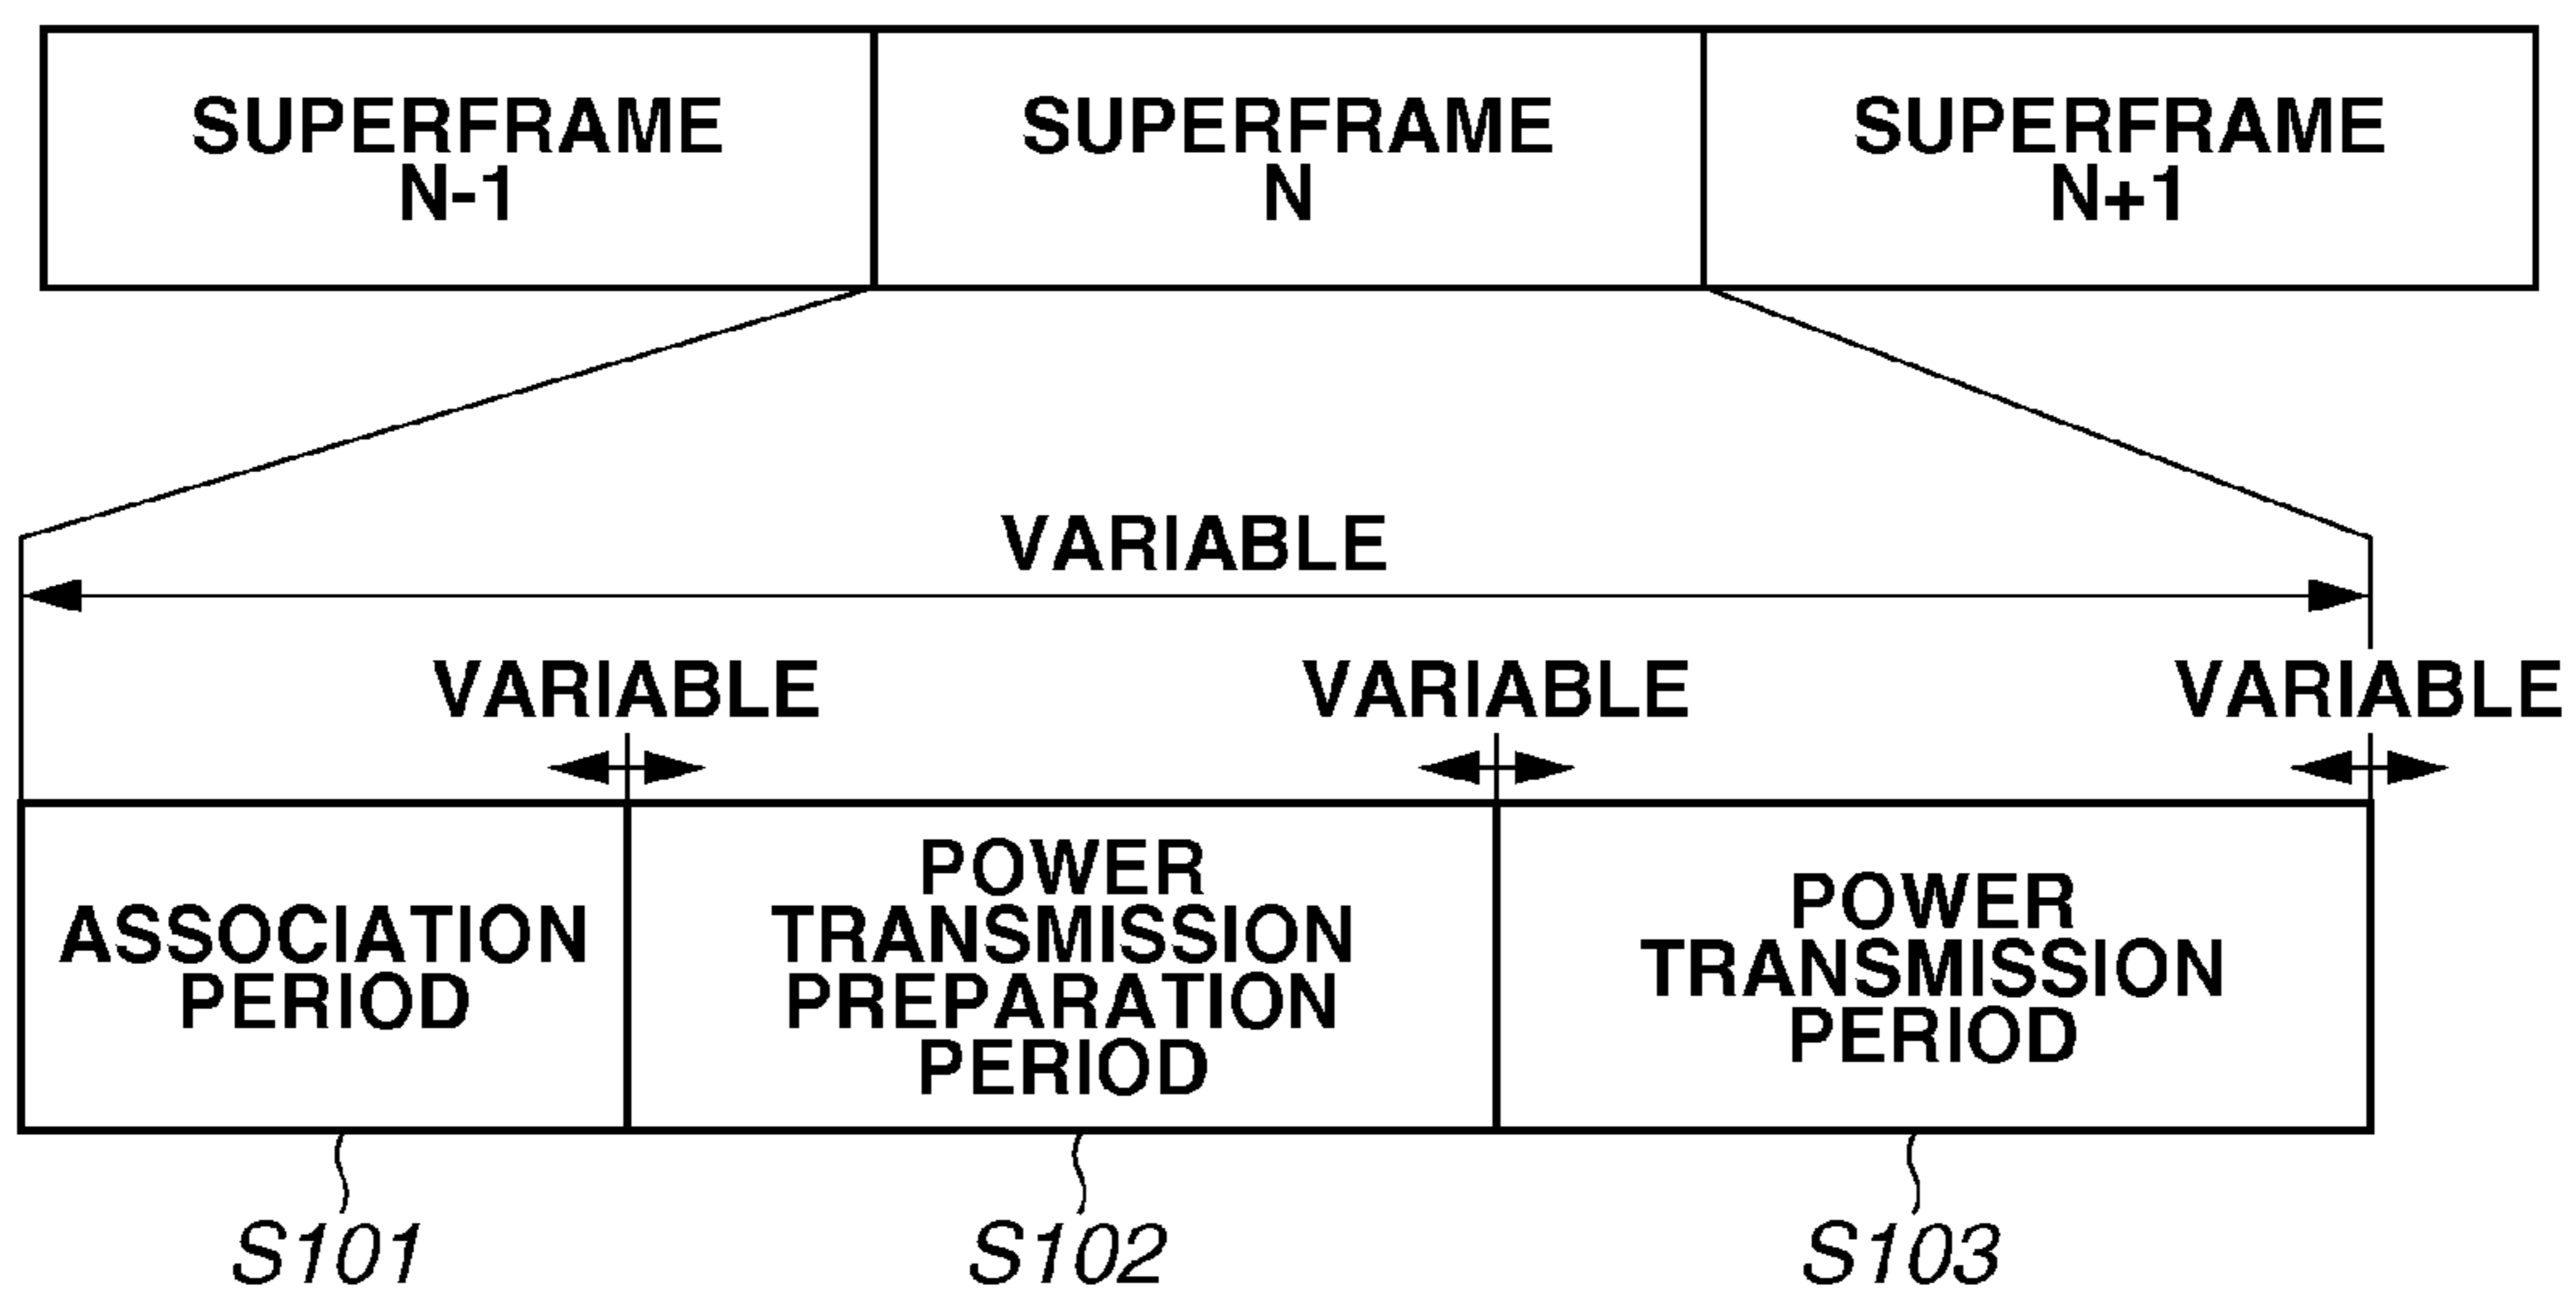 SUPERFRAME
N-1
SUPERFRAME
N
SUPERFRAME
N+1
VARIABLE
VARIABLE
VARIABLE
VARIABLE
ASSOCIATION
PERIOD
POWER
TRANSMISSION
PREPARATION
PERIOD
POWER
TRANSMISSION
PERIOD
S101
S102
S103